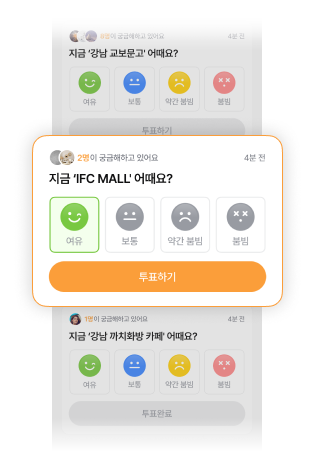 6명이 궁금해하고 있어요 4분 전
지금 '강남 교보문고' 어때요?
여유 보통 약간 붐빔 붐빔
투표하기
2명이 궁금해하고 있어요 4분 전
지금 'IFC MALL' 어때요?
여유 보통 약간 붐빔 붐빔
투표하기
1명이 궁금해하고 있어요 4분 전
지금 '강남 까치화방 카페' 어때요?
여유 보통 약간 붐빔 붐빔
투표완료